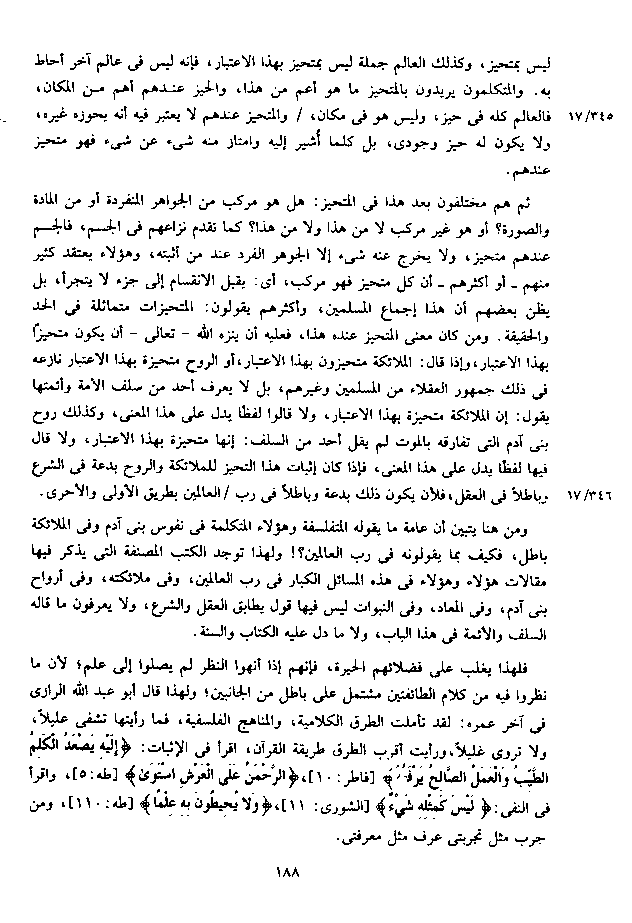 ليس بمتحيز، وكذلك العالم جملة ليس بمتحيز بهذا الاعتبار، فإنه ليس فى عالم آخر أحاط
به. والمتكلمون يريدون بالمتحيز ما هو أعم من هذا، والحيز عندهم أهم من المكان،
١٧/٣٤٥ فالعالم كله فى حيز، وليس هو فى مكان، / والمتحيز عندهم لا يعتبر فيه أنه يحوزه غيره،
ولا يكون له حيز وجودى، بل كلما أُشير إليه وامتاز منه شىء عن شىء فهو متحيز
عندهم.
ثم هم مختلفون بعد هذا فى المتحيز: هل هو مركب من الجواهر المنفردة أو من المادة
والصورة؟ أو هو غير مركب لا من هذا ولا من هذا؟ كما تقدم نزاعهم فى الجسم، فالجسم
عندهم متحيز، ولا يخرج عنه شىء إلا الجوهر الفرد عند من أثبته، وهؤلاء يعتقد كثير
منهم ـ أو أكثرهم ـ أن كل متحيز فهو مركب، أى: يقبل الانقسام إلى جزء لا يتجرأ، بل
يظن بعضهم أن هذا إجماع المسلمين، وأكثرهم يقولون: المتحيزات متماثلة فى الحد
والحقيقة. ومن كان معنى المتحيز عنده هذا، فعليه أن ينزه الله - تعالى - أن يكون متحيزاً
بهذا الاعتبار، وإذا قال: الملائكة متحيزون بهذا الاعتبار، أو الروح متحيزة بهذا الاعتبار نازعه
فى ذلك جمهور العقلاء من المسلمين وغيرهم، بل لا يعرف أحد من سلف الأمة وأئمتها
يقول: إن الملائكة متحيزة بهذا الاعتبار، ولا قالوا لفظًا يدل على هذا المعنى، وكذلك روح
بنى آدم التى تفارقه بالموت لم يقل أحد من السلف: إنها متحيزة بهذا الاعتبار، ولا قال
فيها لفظًا يدل على هذا المعنى، فإذا كان إثبات هذا التحيز للملائكة والروح بدعة فى الشرع
١٧/٣٤٦ وباطلاً فى العقل، فلأن يكون ذلك بدعة وباطلاً فى رب / العالمين بطريق الأولى والأحرى.
ومن هنا يتبين أن عامة ما يقوله المتفلسفة وهؤلاء المتكلمة فى نفوس بنى آدم وفى الملائكة
باطل، فكيف بما يقولونه فى رب العالمين؟! ولهذا توجد الكتب المصنفة التى يذكر فيها
مقالات هؤلاء وهؤلاء فى هذه المسائل الكبار فى رب العالمين، وفى ملائكته، وفى أرواح
بنى آدم، وفى المعاد، وفى النبوات ليس فيها قول يطابق العقل والشرع، ولا يعرفون ما قاله
السلف والأئمة فى هذا الباب، ولا ما دل عليه الكتاب والسنة.
فلهذا يغلب على فضلائهم الحيرة، فإنهم إذا أنهوا النظر لم يصلوا إلى علم؛ لأن ما
نظروا فيه من كلام الطائفتين مشتمل على باطل من الجانبين؛ ولهذا قال أبو عبد الله الرازى
فى آخر عمره: لقد تأملت الطرق الكلامية، والمناهج الفلسفية، فما رأيتها تشفى عليلاً،
ولا تروى غليلاً، ورأيت أقرب الطرق طريقة القرآن، اقرأ فى الإثبات: ﴿إِلَيْهِ يَصْعَدُ الْكَلِمُ
الطَّيِّبُ وَالْعَمَلُ الصَّالِحُ يَرْفَعُهُ﴾ [فاطر: ١٠]، ﴿الرَّحْمَنُ عَلَى الْعَرْشِ اسْتَوَىٰ﴾ [طه: ٥]، واقرأ
فى النفى: ﴿لَيْسَ كَمِثْلِهِ شَيْءٌ﴾ [الشورى: ١١]، ﴿وَلَا يُحِيطُونَ بِهِ عِلْمًا﴾ [طه: ١١٠]، ومن
جرب مثل تجربتى عرف مثل معرفتى.
١٨٨